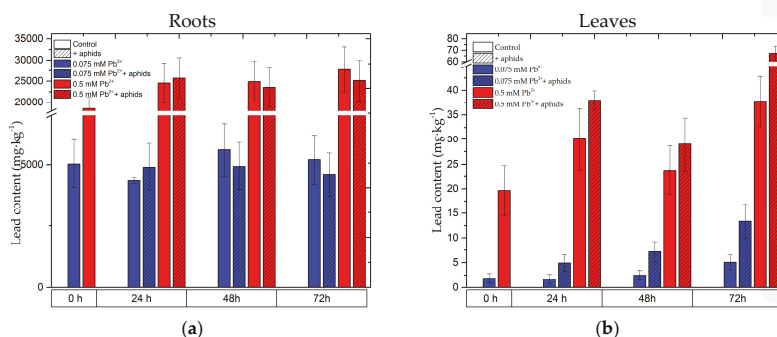 Roots
Control
+ aphids
0.075 mM Pb²⁺
0.075 mM Pb²⁺+ aphids
0.5 mM Pb²⁺
0.5 mM Pb²⁺+ aphids
Lead content (mg·kg⁻¹)
35000
30000
25000
20000
5000
0
0 h
24 h
48h
72h
(a)
Leaves
Control
+ aphids
0.075 mM Pb²⁺
0.075 mM Pb²⁺+ aphids
0.5 mM Pb²⁺
0.5 mM Pb²⁺+ aphids
Lead content (mg·kg⁻¹)
70
60
40
35
20
15
10
5
0
0 h
24 h
48h
72h
(b)